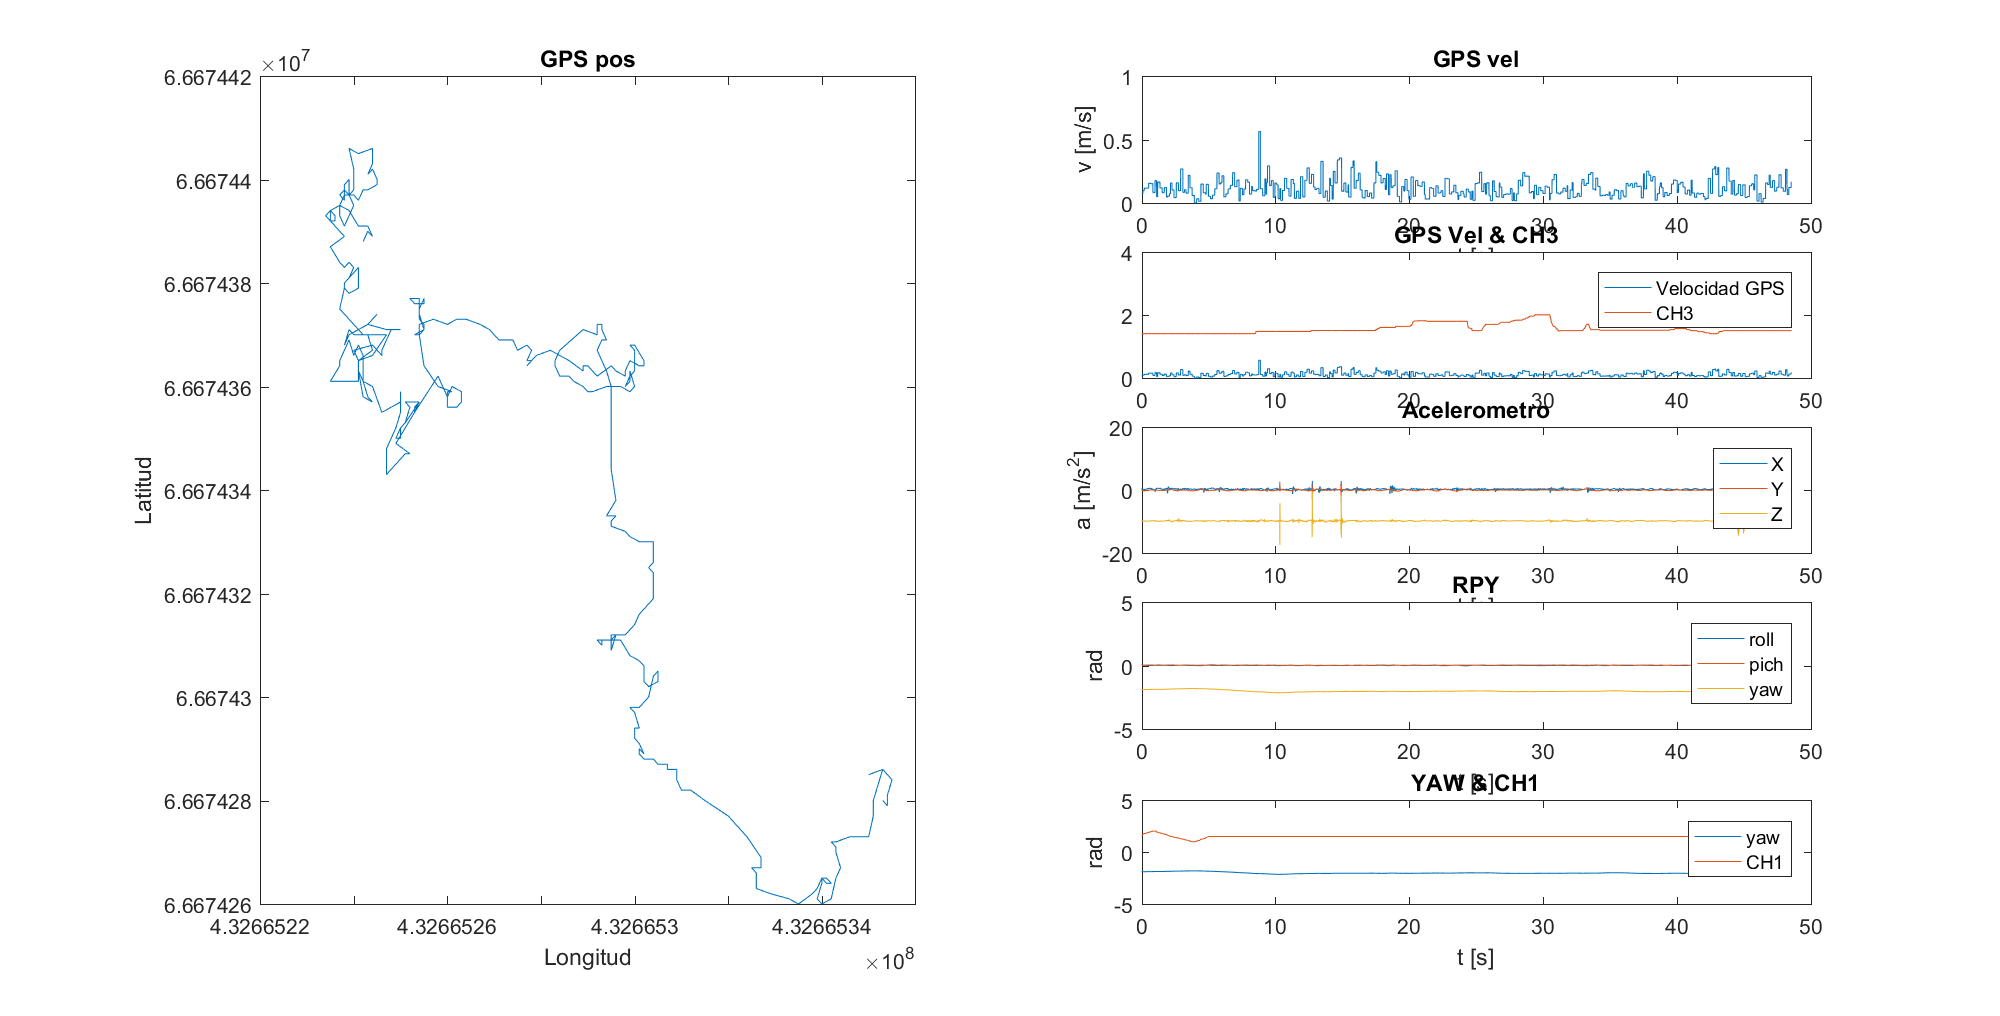 GPS pos
×10^7
6.667442
6.66744
6.667438
6.667436
6.667434
6.667432
6.66743
6.667428
6.667426
Latitud
4.3266522
4.3266526
4.326653
4.3266534
Longitud
×10^8
GPS vel
1
0.5
0
v [m/s]
0 10 20 30 40 50
GPS Vel & CH3
4
2
0
Velocidad GPS
CH3
0 10 20 30 40 50
Acelerometro
20
0
-20
a [m/s^2]
X
Y
Z
0 10 20 30 40 50
RPY
5
0
-5
rad
roll
pich
yaw
0 10 20 30 40 50
t [s]
YAW & CH1
5
0
-5
rad
yaw
CH1
0 10 20 30 40 50
t [s]